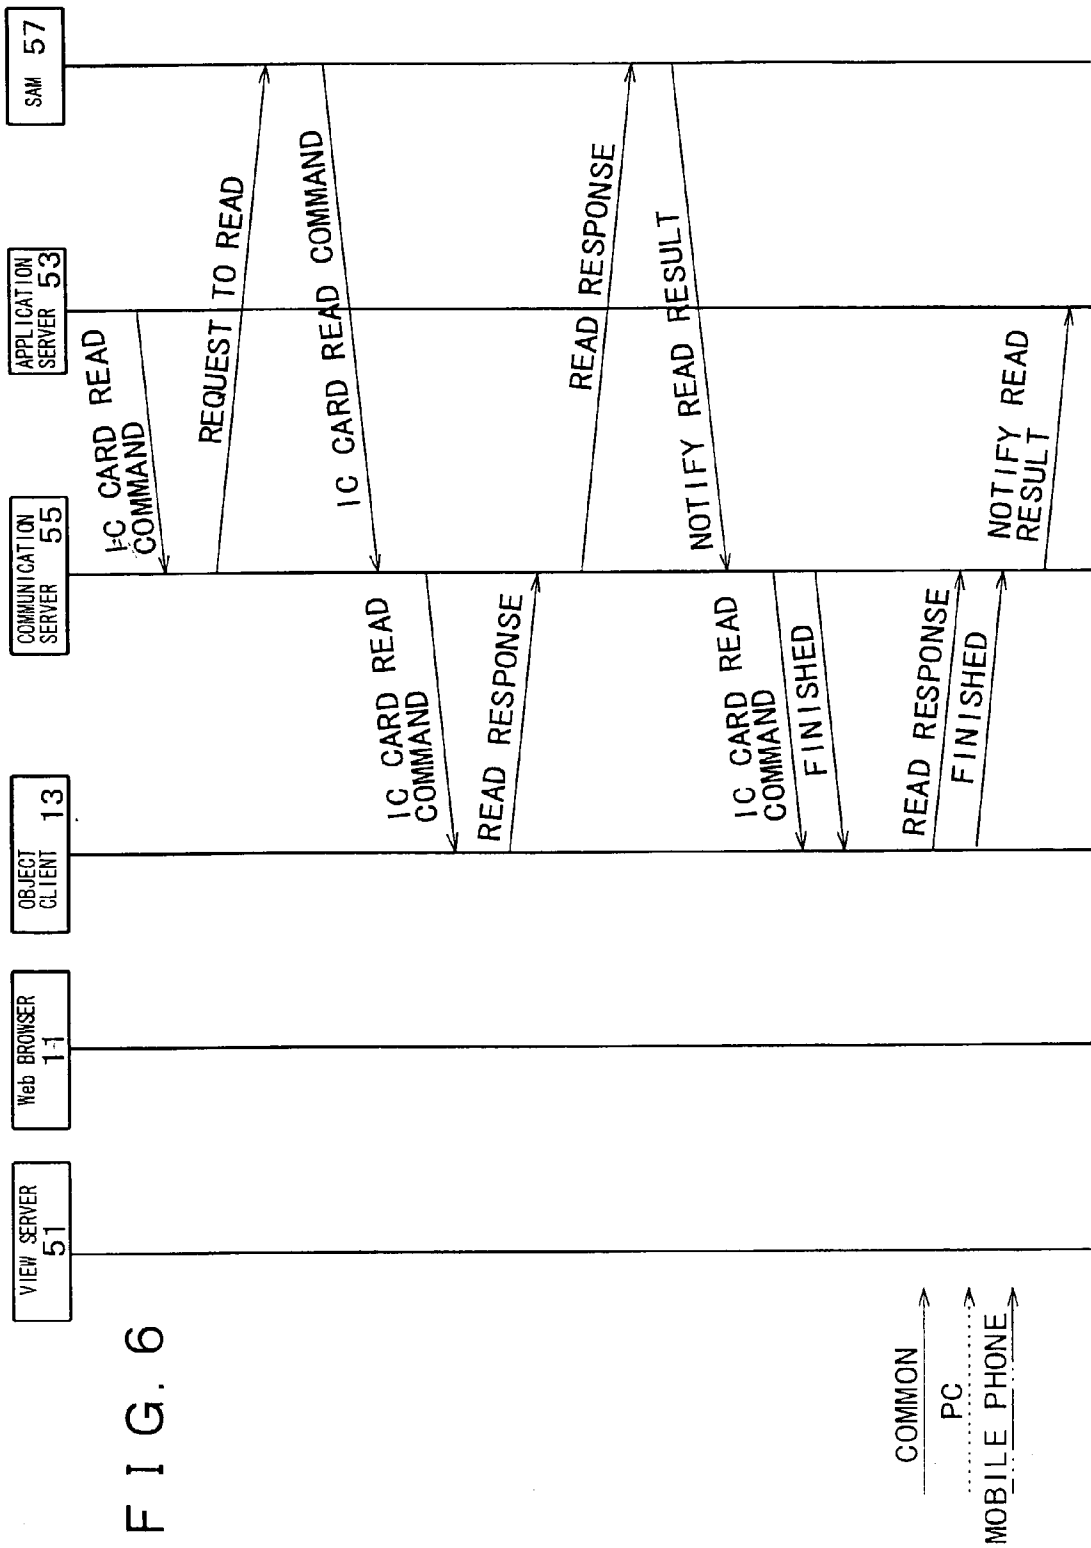 FIG. 6
VIEW SERVER
51
Web BROWSER
11
OBJECT
CLIENT 13
COMMUNICATION
SERVER 55
APPLICATION
SERVER 53
SAM 57
IC CARD READ
COMMAND
REQUEST TO READ
IC CARD READ COMMAND
IC CARD READ
COMMAND
READ RESPONSE
READ RESPONSE
NOTIFY READ RESULT
IC CARD READ
COMMAND
FINISHED
READ RESPONSE
FINISHED
NOTIFY READ
RESULT
COMMON
PC
MOBILE PHONE